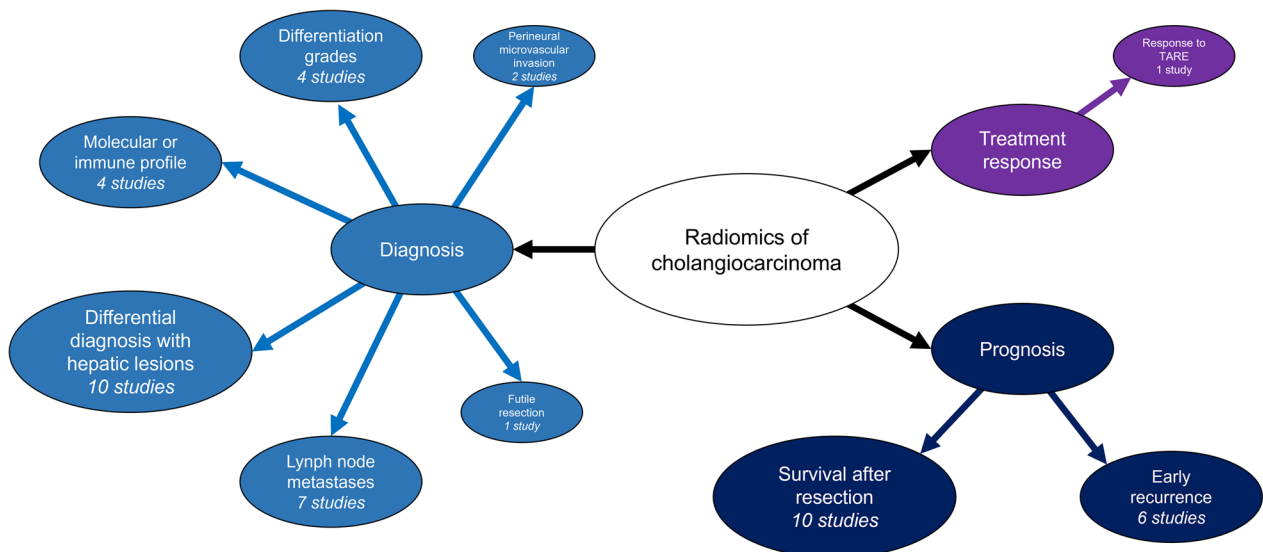 Differentiation
grades
4 studies
Perineural
microvascular
invasion
2 studies
Response to
TARE
1 study
Molecular or
immune profile
4 studies
Treatment
response
Diagnosis
Radiomics of
cholangiocarcinoma
Differential
diagnosis with
hepatic lesions
10 studies
Prognosis
Futile
resection
1 study
Lymph node
metastases
7 studies
Survival after
resection
10 studies
Early
recurrence
6 studies